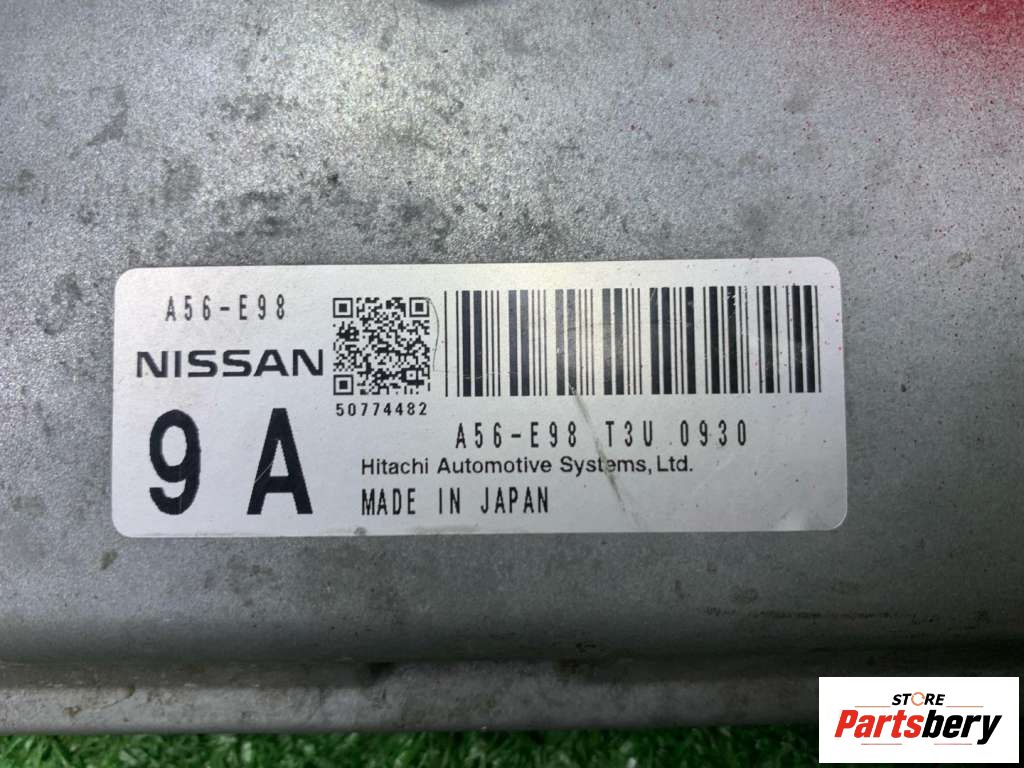 A56-E98
NISSAN
50774482
9 A
A56-E98 T3U 0930
Hitachi Automotive Systems, Ltd.
MADE IN JAPAN
STORE
Partsbery